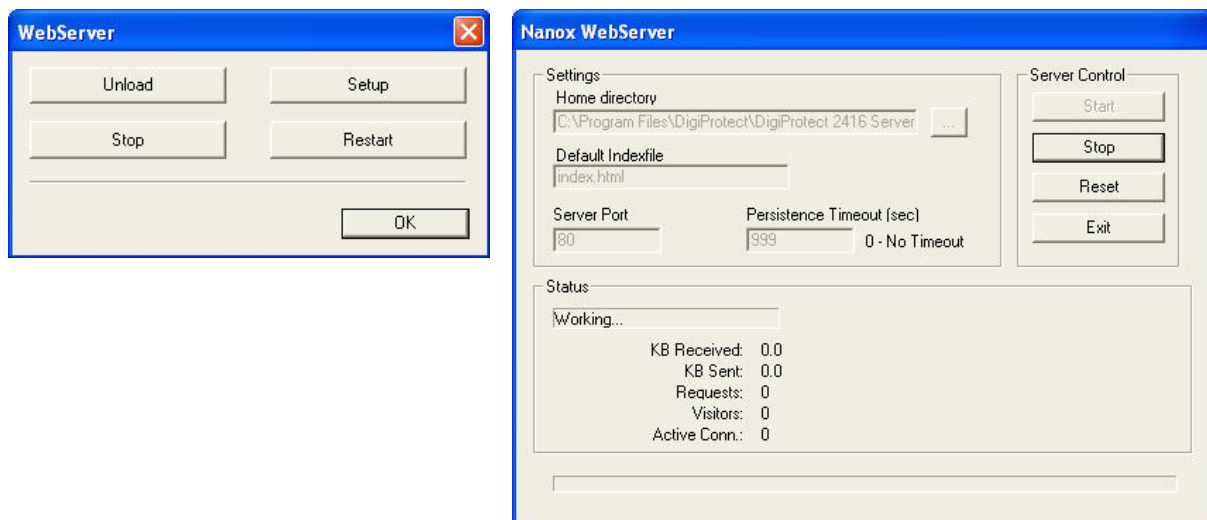 WebServer
Unload
Setup
Stop
Restart
OK
Nanox WebServer
Settings
Home directory
C:\Program Files\DigiProtect\DigiProtect 2416 Server
...
Default Indexfile
index.html
Server Port
Persistence Timeout (sec)
80
999
0 - No Timeout
Server Control
Start
Stop
Reset
Exit
Status
Working...
KB Received: 0.0
KB Sent: 0.0
Requests: 0
Visitors: 0
Active Conn.: 0